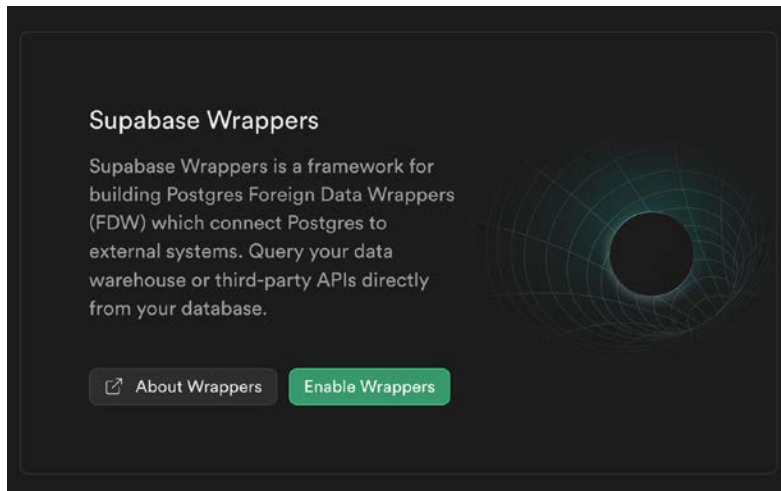 Supabase Wrappers
Supabase Wrappers is a framework for
building Postgres Foreign Data Wrappers
(FDW) which connect Postgres to
external systems. Query your data
warehouse or third-party APIs directly
from your database.
About Wrappers
Enable Wrappers